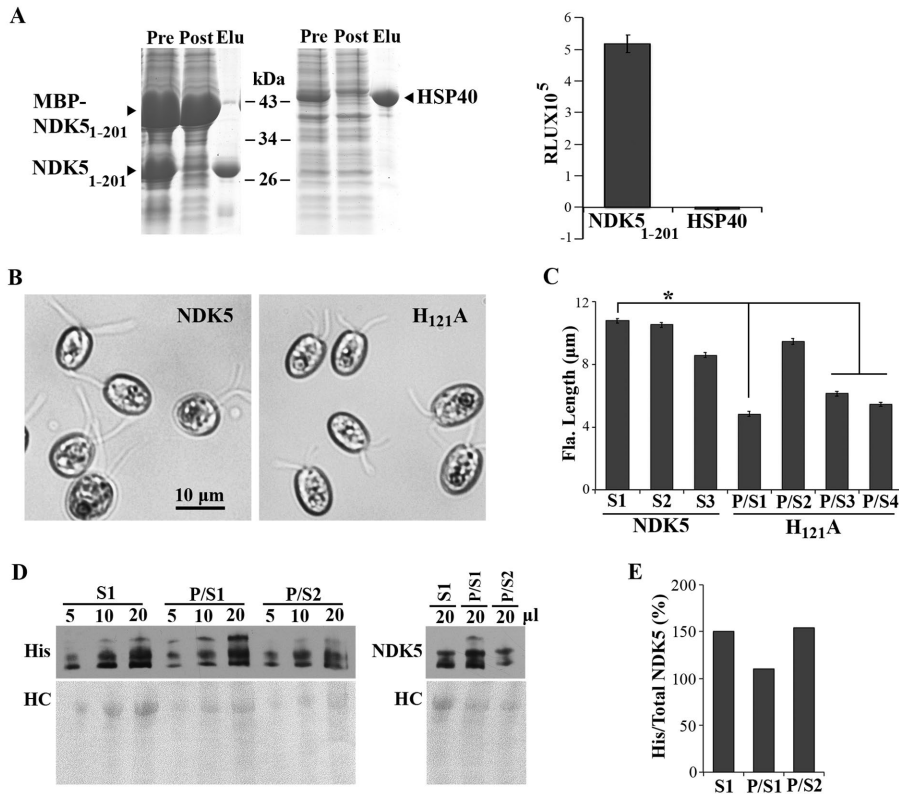 A
Pre Post Elu
Pre Post Elu
kDa
MBP-
NDK5₁₋₂₀₁
43
HSP40
34
NDK5₁₋₂₀₁
26
RLUX10⁵
6
5
4
3
2
1
0
-1
NDK5₁₋₂₀₁
HSP40
B
NDK5
10 µm
H₁₂₁A
C
Fla. Length (µm)
*
12
8
4
0
S1 S2 S3 P/S1 P/S2 P/S3 P/S4
NDK5 H₁₂₁A
D
S1 P/S1 P/S2
5 10 20 5 10 20 5 10 20 µl
His
HC
S1 P/S1 P/S2
20 20 20
NDK5
HC
E
His/Total NDK5 (%)
200
150
100
50
0
S1 P/S1 P/S2